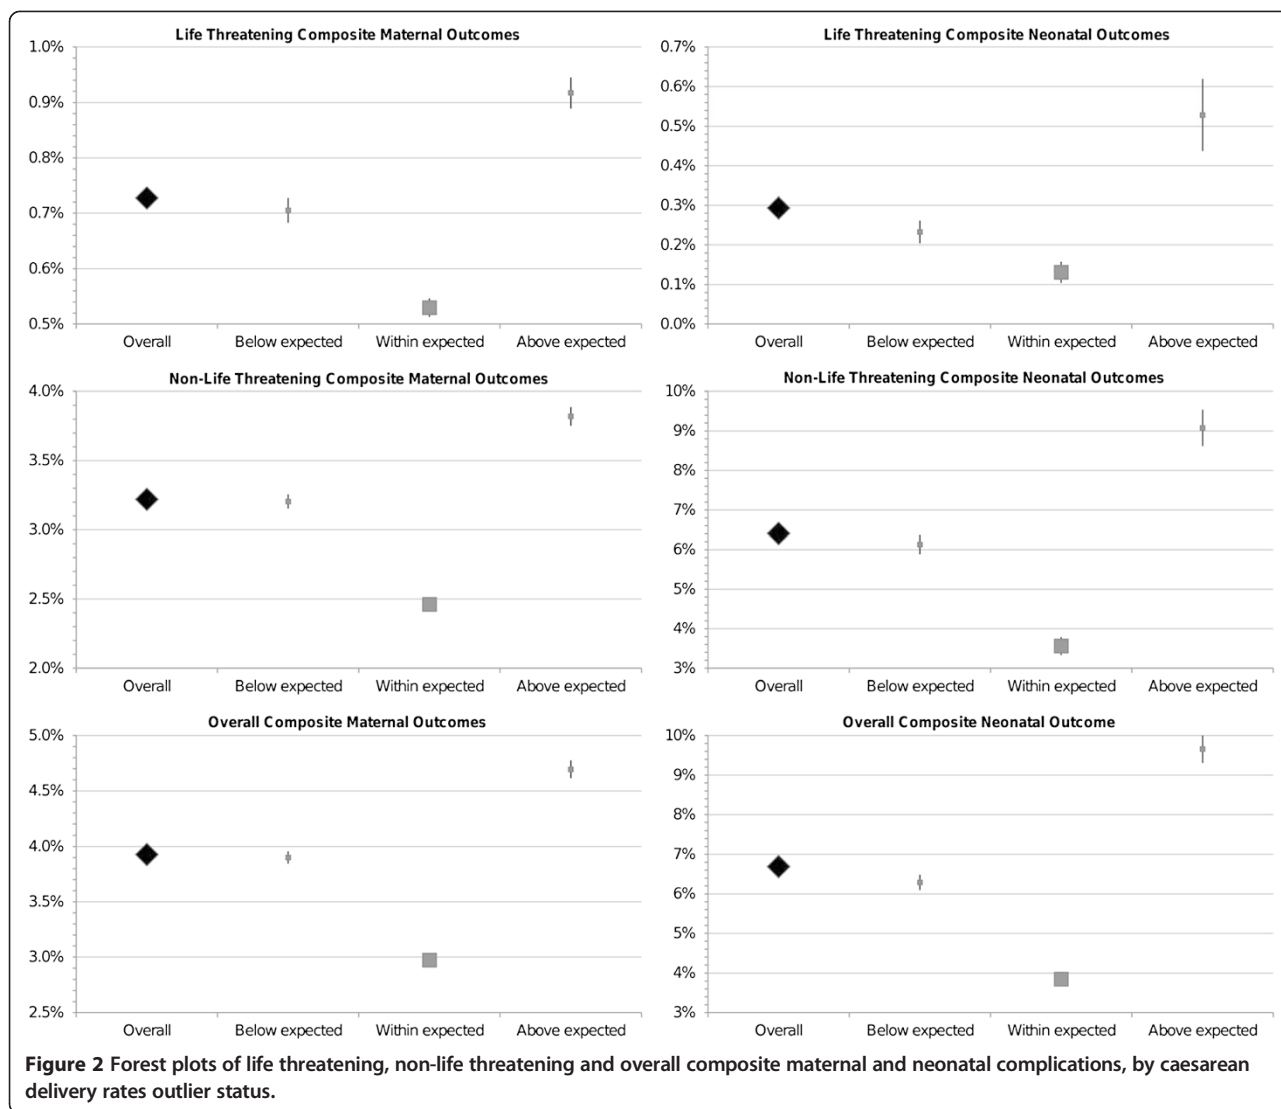 Life Threatening Composite Maternal Outcomes
1.0%
0.9%
0.8%
0.7%
0.6%
0.5%
Overall Below expected Within expected Above expected
Life Threatening Composite Neonatal Outcomes
0.7%
0.6%
0.5%
0.4%
0.3%
0.2%
0.1%
0.0%
Overall Below expected Within expected Above expected
Non-Life Threatening Composite Maternal Outcomes
4.0%
3.5%
3.0%
2.5%
2.0%
Overall Below expected Within expected Above expected
Non-Life Threatening Composite Neonatal Outcomes
10%
9%
8%
7%
6%
5%
4%
3%
Overall Below expected Within expected Above expected
Overall Composite Maternal Outcomes
5.0%
4.5%
4.0%
3.5%
3.0%
2.5%
Overall Below expected Within expected Above expected
Overall Composite Neonatal Outcome
10%
9%
8%
7%
6%
5%
4%
3%
Overall Below expected Within expected Above expected
Figure 2 Forest plots of life threatening, non-life threatening and overall composite maternal and neonatal complications, by caesarean
delivery rates outlier status.